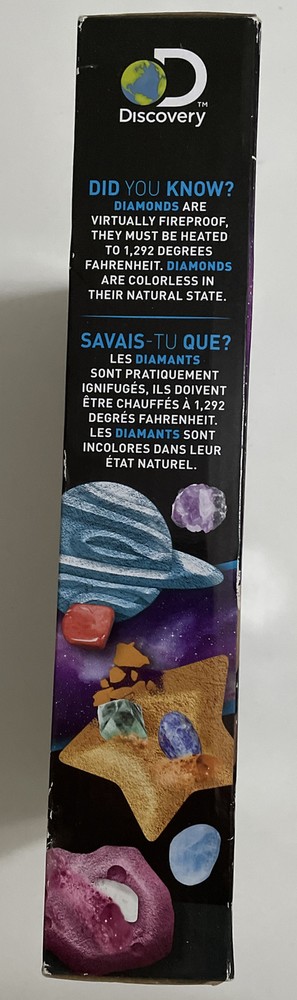 Discovery™
DID YOU KNOW?
DIAMONDS ARE
VIRTUALLY FIREPROOF,
THEY MUST BE HEATED
TO 1,292 DEGREES
FAHRENHEIT. DIAMONDS
ARE COLORLESS IN
THEIR NATURAL STATE.
SAVAIS-TU QUE?
LES DIAMANTS
SONT PRATIQUEMENT
IGNIFUGÉS, ILS DOIVENT
ÊTRE CHAUFFÉS À 1,292
DEGRÉS FAHRENHEIT.
LES DIAMANTS SONT
INCOLORES DANS LEUR
ÉTAT NATUREL.